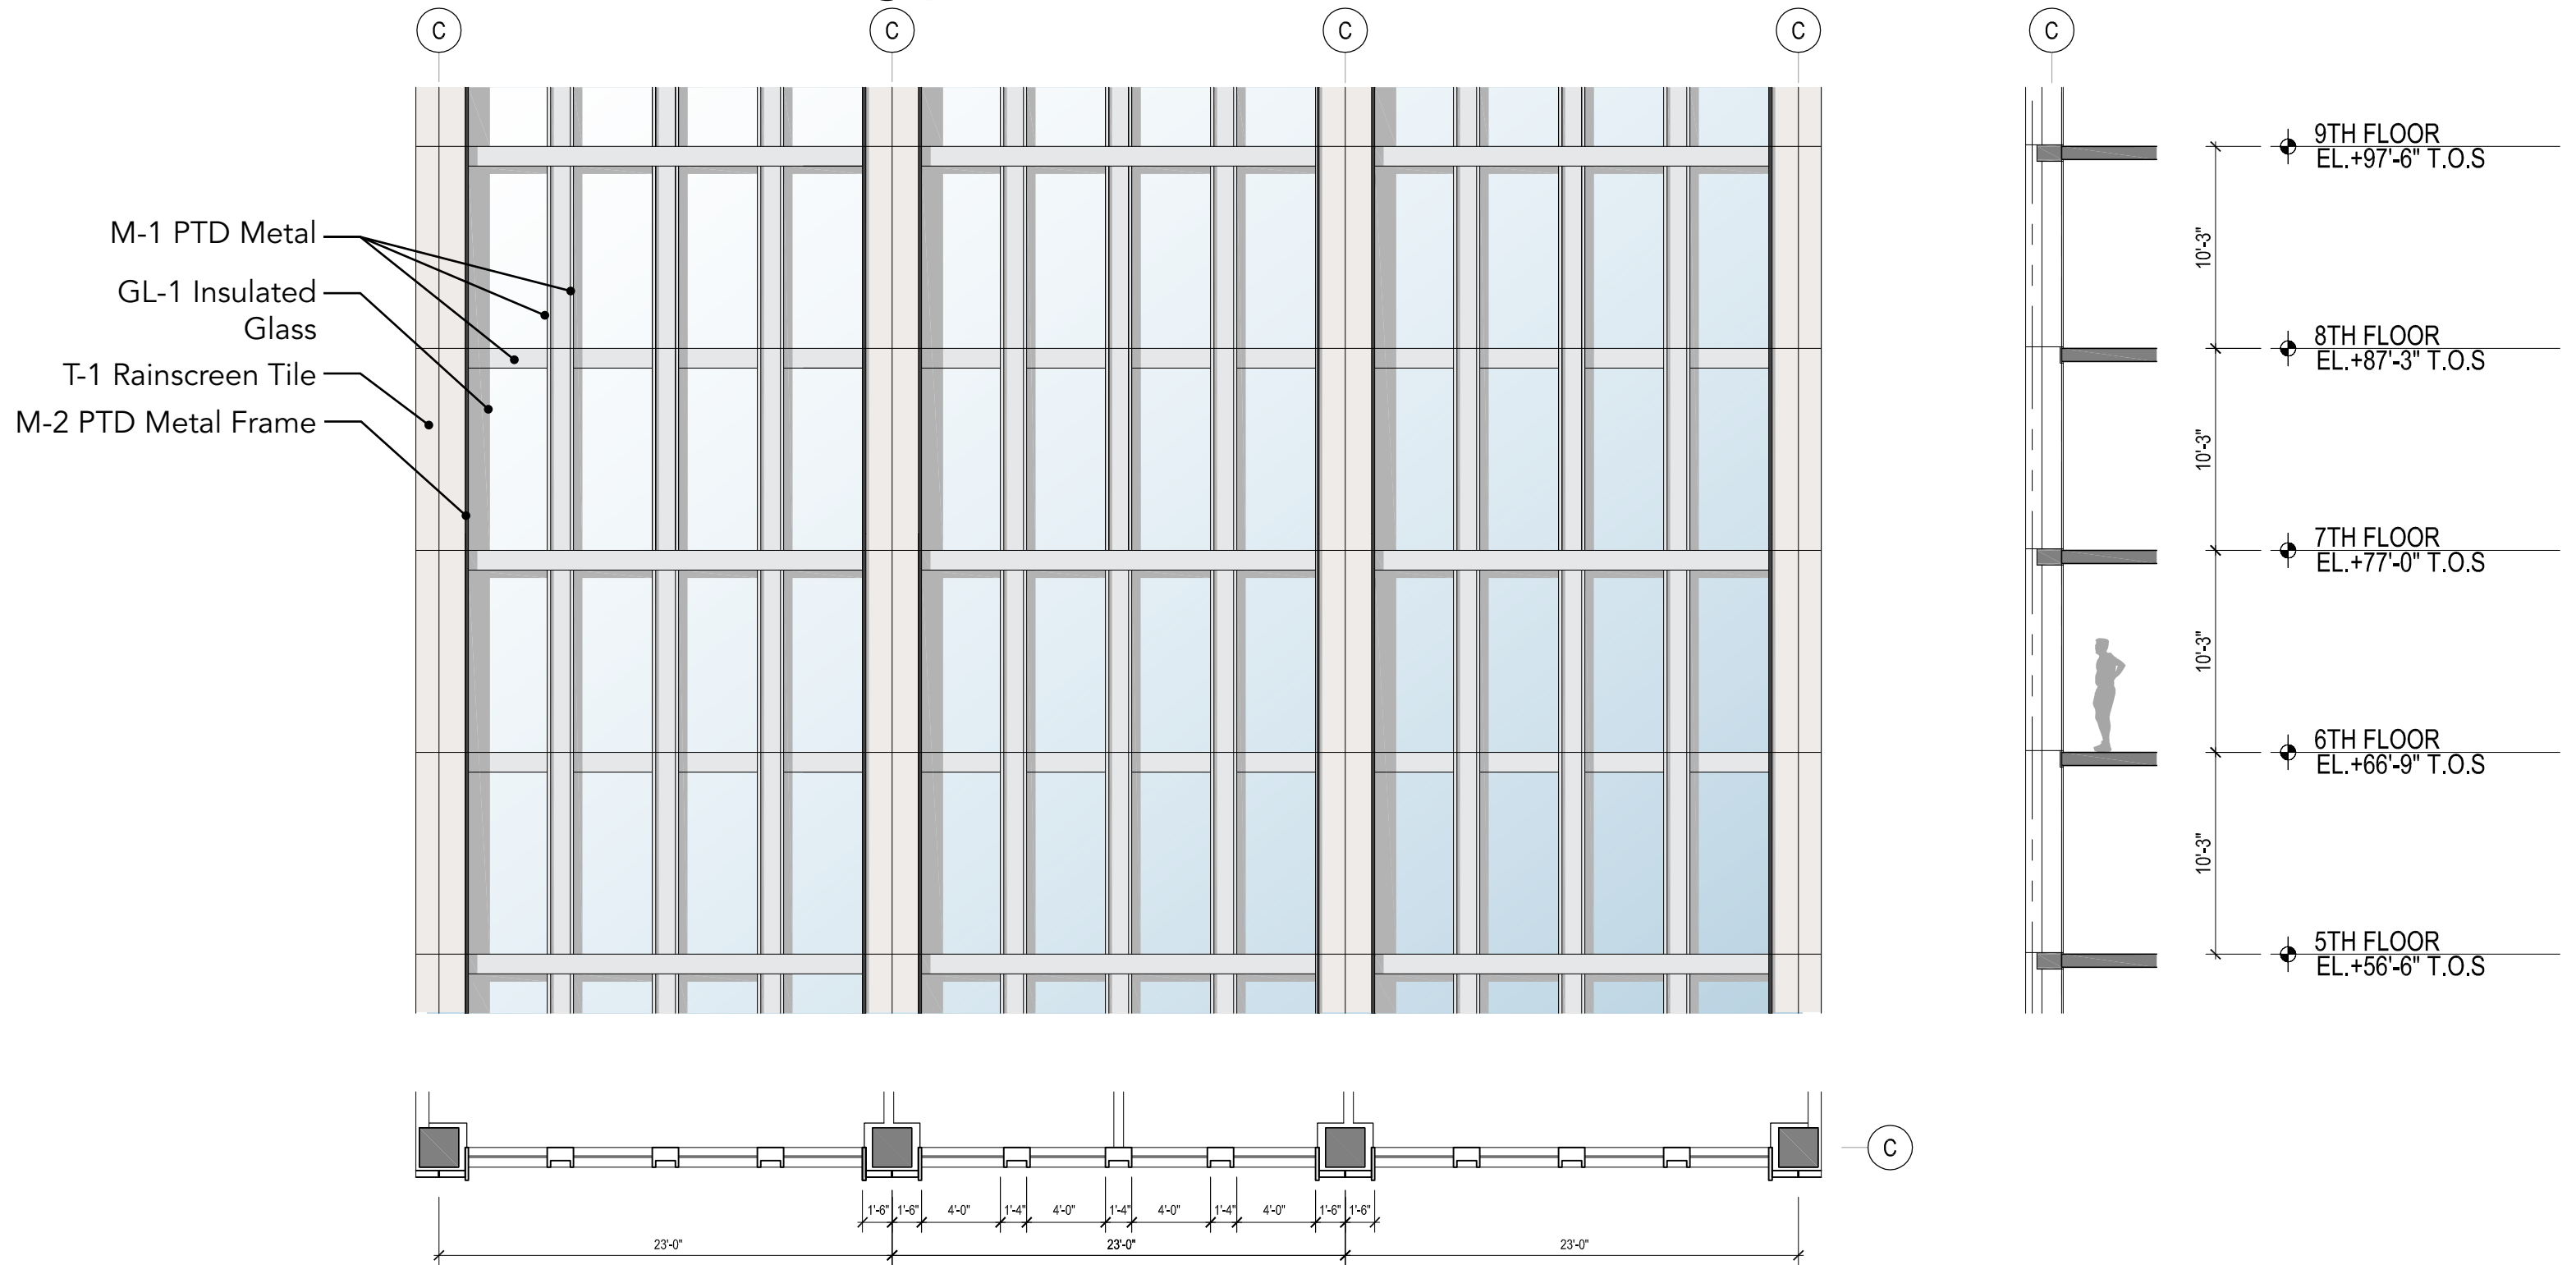 C C C C C
9TH FLOOR
EL.+97'-6" T.O.S
10'-3"
M-1 PTD Metal
GL-1 Insulated
Glass
8TH FLOOR
EL.+87'-3" T.O.S
T-1 Rainscreen Tile
M-2 PTD Metal Frame
10'-3"
7TH FLOOR
EL.+77'-0" T.O.S
10'-3"
6TH FLOOR
EL.+66'-9" T.O.S
10'-3"
5TH FLOOR
EL.+56'-6" T.O.S
C
1'-6" 1'-6" 4'-0" 1'-4" 4'-0" 1'-4" 4'-0" 1'-4" 4'-0" 1'-6" 1'-6"
23'-0" 23'-0" 23'-0"